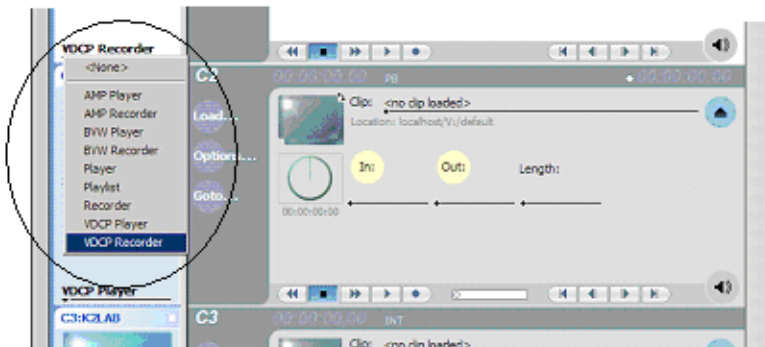 VDCP Recorder
<None>
AMP Player
AMP Recorder
BVW Player
BVW Recorder
Player
Playlist
Recorder
VDCP Player
VDCP Recorder
VDCP Player
C3:K2LAB
C2
00:00:00.00 PB
00:00:00.00
Load...
Options...
Goto...
Clip: <no clip loaded>
Location: localhost/V:/default
In:
Out:
Length:
00:00:00:00
C3
00:00:00.00 INT
Clip: <no clip loaded>